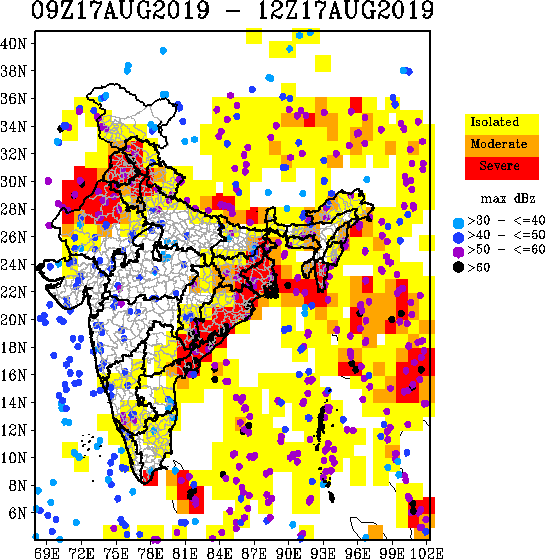 09Z17AUG2019 - 12Z17AUG2019
40N
38N
36N
34N
32N
30N
28N
26N
24N
22N
20N
18N
16N
14N
12N
10N
8N
6N
69E 72E 75E 78E 81E 84E 87E 90E 93E 96E 99E 102E
Isolated
Moderate
Severe
max dBz
>30 - <=40
>40 - <=50
>50 - <=60
>60